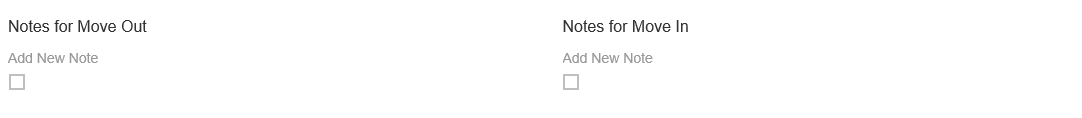 Notes for Move Out
Add New Note
Notes for Move In
Add New Note